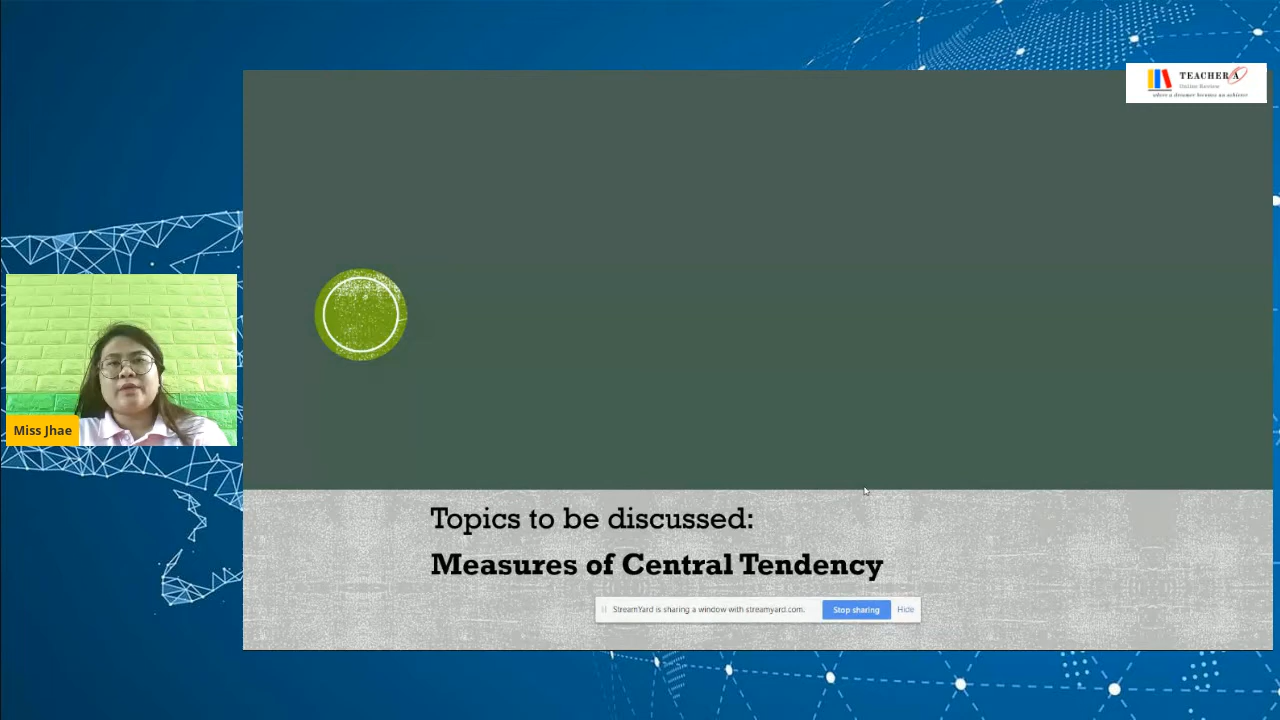 TEACHER A
Online Review
where a dreamer becomes an achiever
Miss Jhae
Topics to be discussed:
Measures of Central Tendency
StreamYard is sharing a window with streamyard.com.
Stop sharing
Hide